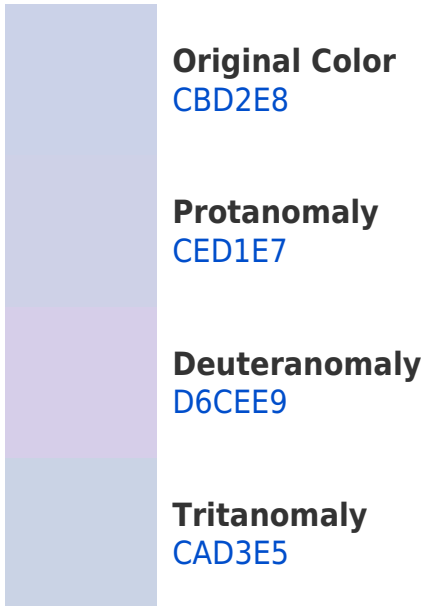 Original Color
CBD2E8
Protanomaly
CED1E7
Deuteranomaly
D6CEE9
Tritanomaly
CAD3E5